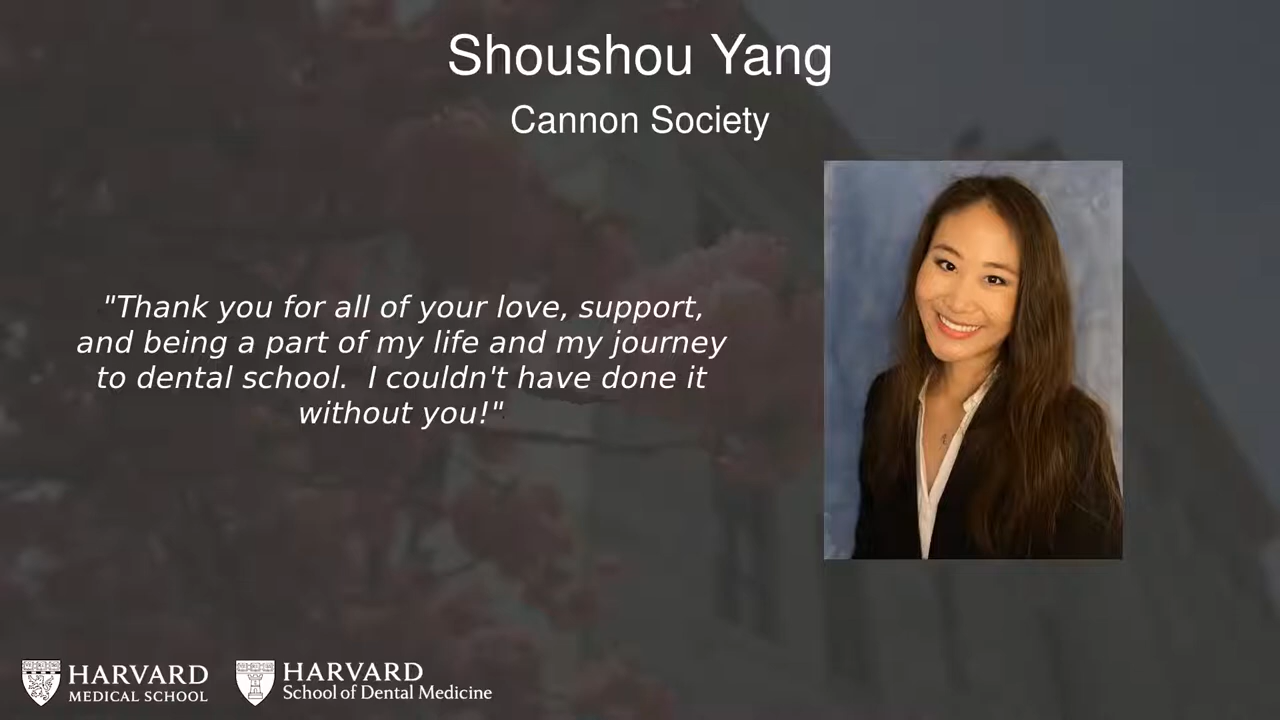 Shoushou Yang
Cannon Society
"Thank you for all of your love, support,
and being a part of my life and my journey
to dental school.  I couldn't have done it
without you!"
HARVARD
MEDICAL SCHOOL
HARVARD
School of Dental Medicine